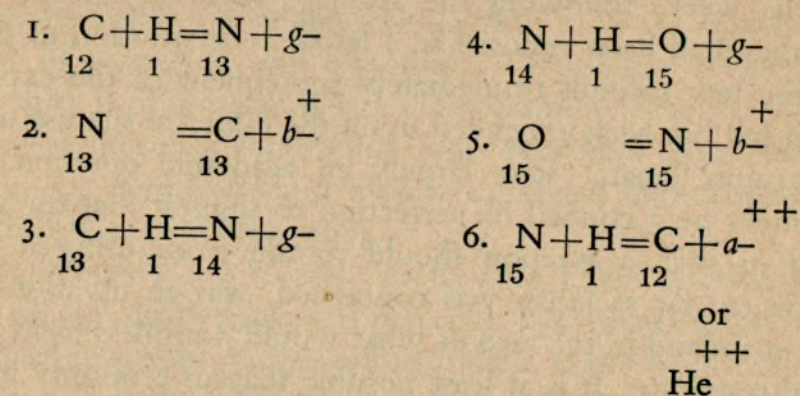 1. C+H=N+g-
12 1 13
+
2. N =C+b-
13 13
3. C+H=N+g-
13 1 14
4. N+H=O+g-
14 1 15
+
5. O =N+b-
15 15
++
6. N+H=C+a-
15 1 12
or
++
He